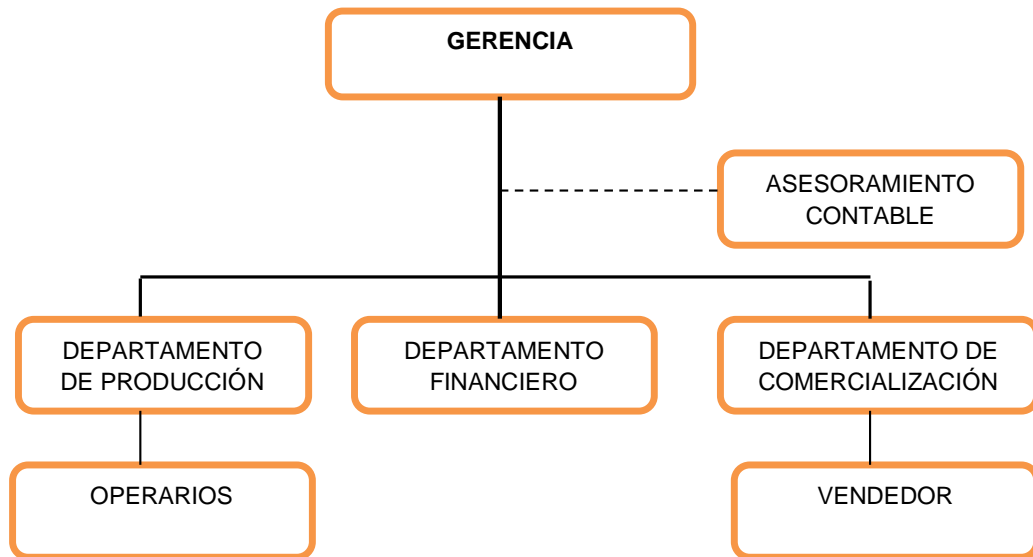 GERENCIA
ASESORAMIENTO
CONTABLE
DEPARTAMENTO
DE PRODUCCIÓN
DEPARTAMENTO
FINANCIERO
DEPARTAMENTO DE
COMERCIALIZACIÓN
OPERARIOS
VENDEDOR